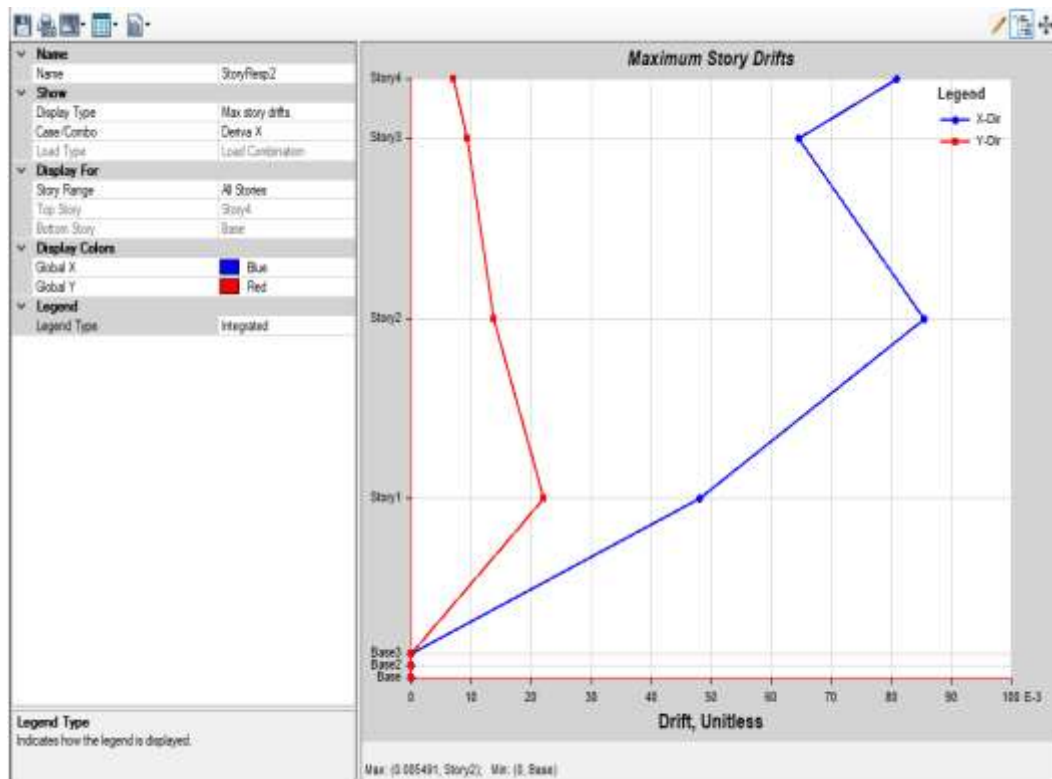 Name
Name StoryResp2
Show
Display Type Max story drifts
Case/Combo Deriva X
Load Type Load Combination
Display For
Story Range All Stories
Top Story Story4
Bottom Story Base
Display Colors
Global X Blue
Global Y Red
Legend
Legend Type Integrated
Legend Type
Indicates how the legend is displayed.
Maximum Story Drifts
Legend
X-Dir
Y-Dir
Story4
Story3
Story2
Story1
Base3
Base2
Base
0 10 20 30 40 50 60 70 80 90 100 E-3
Drift, Unitless
Max: (0.085491, Story2); Min: (0, Base)